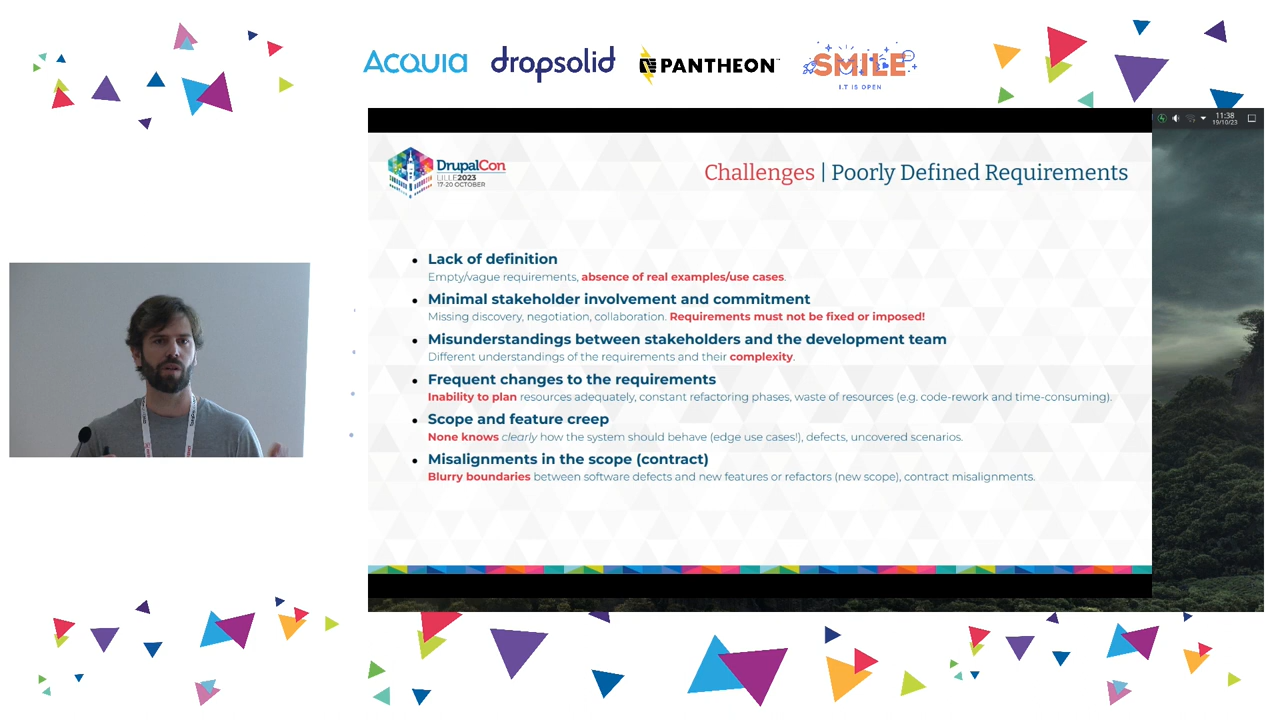 Acquia
dropsolid
PANTHEON
SMILE
I.T IS OPEN
11:38
19/10/23
DrupalCon
LILLE2023
17-20 OCTOBER
Challenges | Poorly Defined Requirements
• Lack of definition
Empty/vague requirements, absence of real examples/use cases.
• Minimal stakeholder involvement and commitment
Missing discovery, negotiation, collaboration. Requirements must not be fixed or imposed!
• Misunderstandings between stakeholders and the development team
Different understandings of the requirements and their complexity.
• Frequent changes to the requirements
Inability to plan resources adequately, constant refactoring phases, waste of resources (e.g. code-rework and time-consuming).
• Scope and feature creep
None knows clearly how the system should behave (edge use cases!), defects, uncovered scenarios.
• Misalignments in the scope (contract)
Blurry boundaries between software defects and new features or refactors (new scope), contract misalignments.